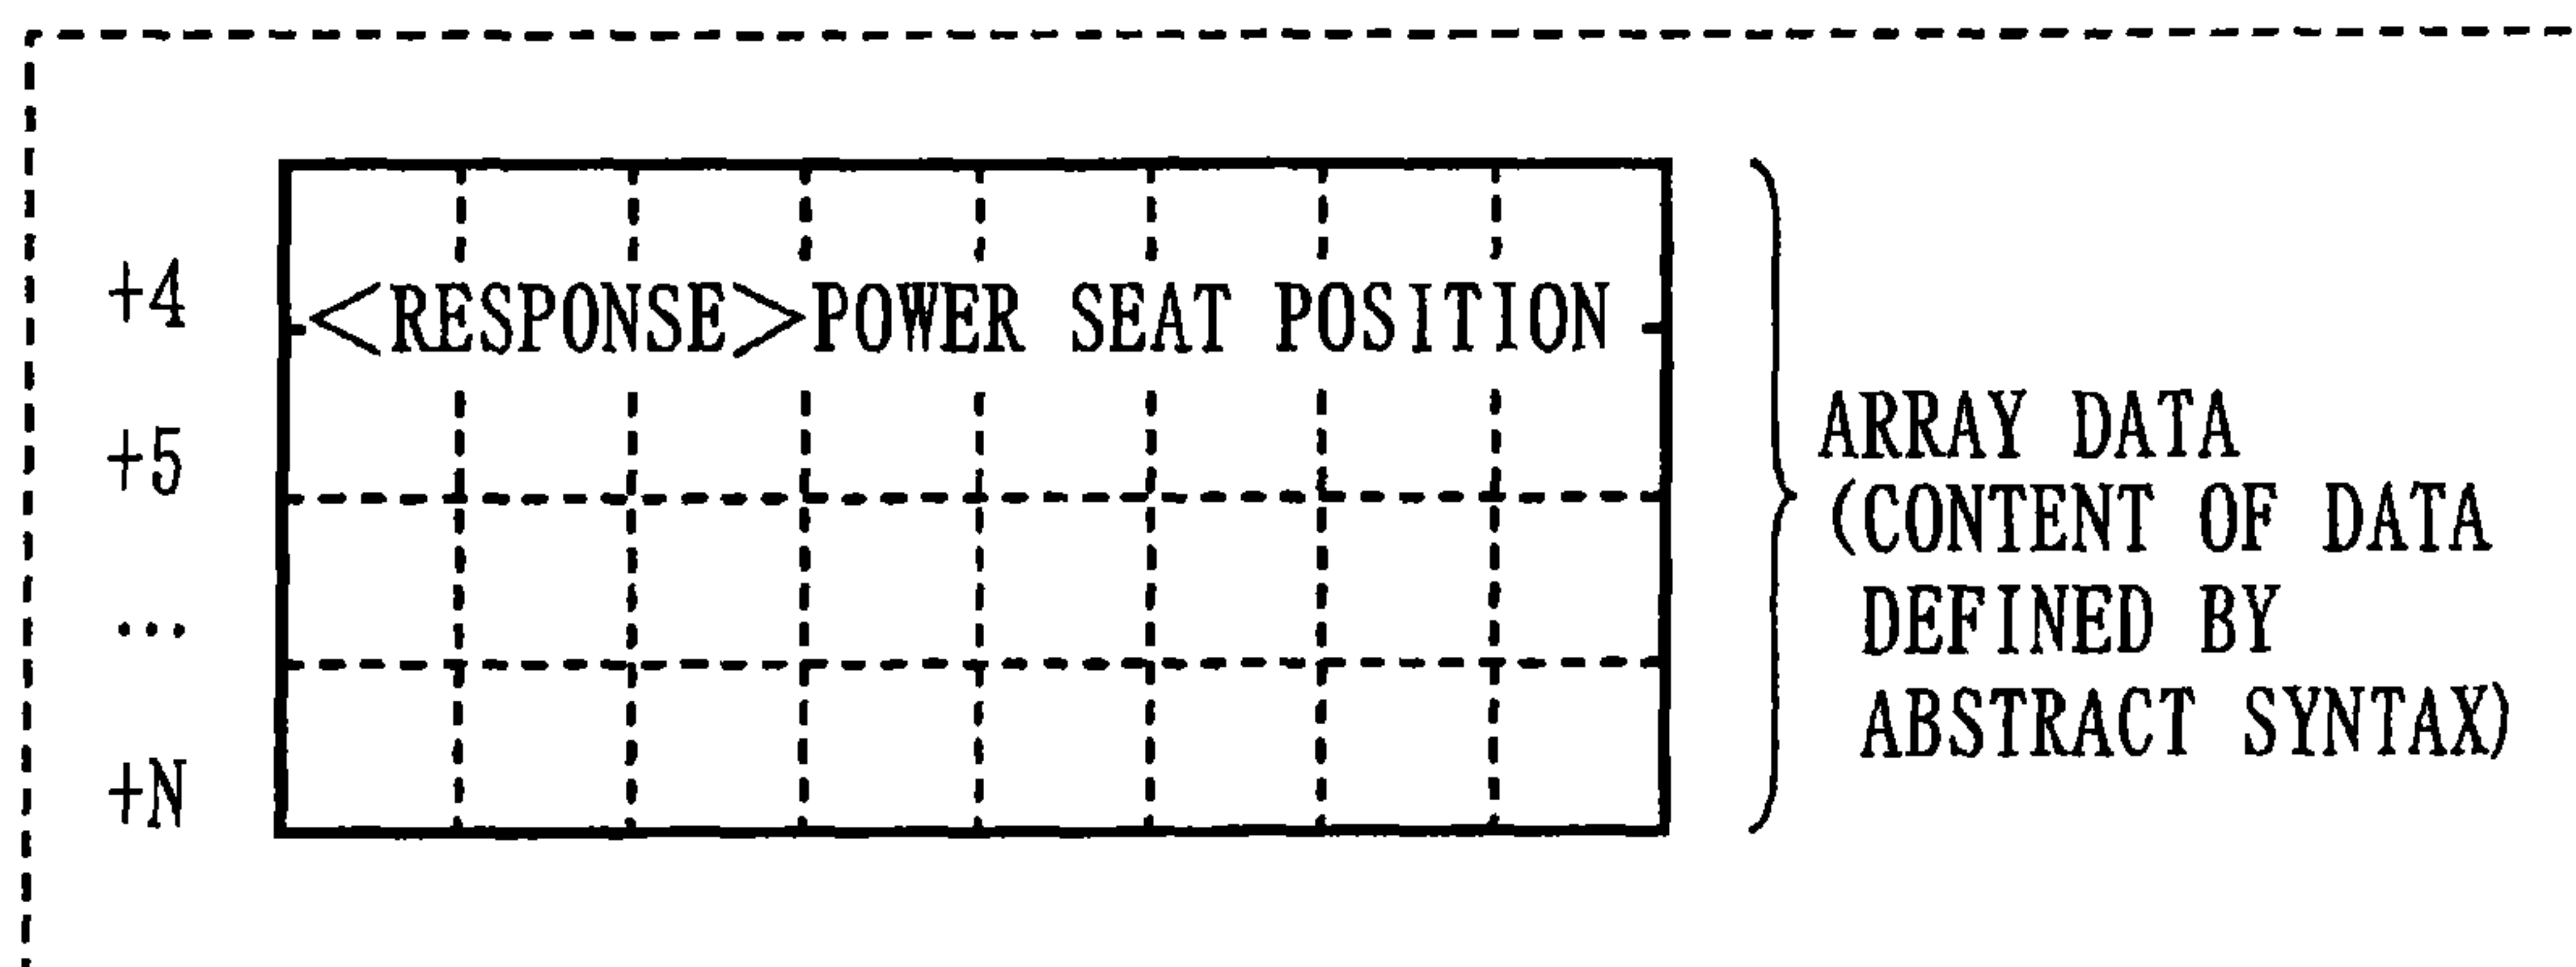 +4
<RESPONSE>POWER SEAT POSITION
+5
...
+N
ARRAY DATA
(CONTENT OF DATA
DEFINED BY
ABSTRACT SYNTAX)